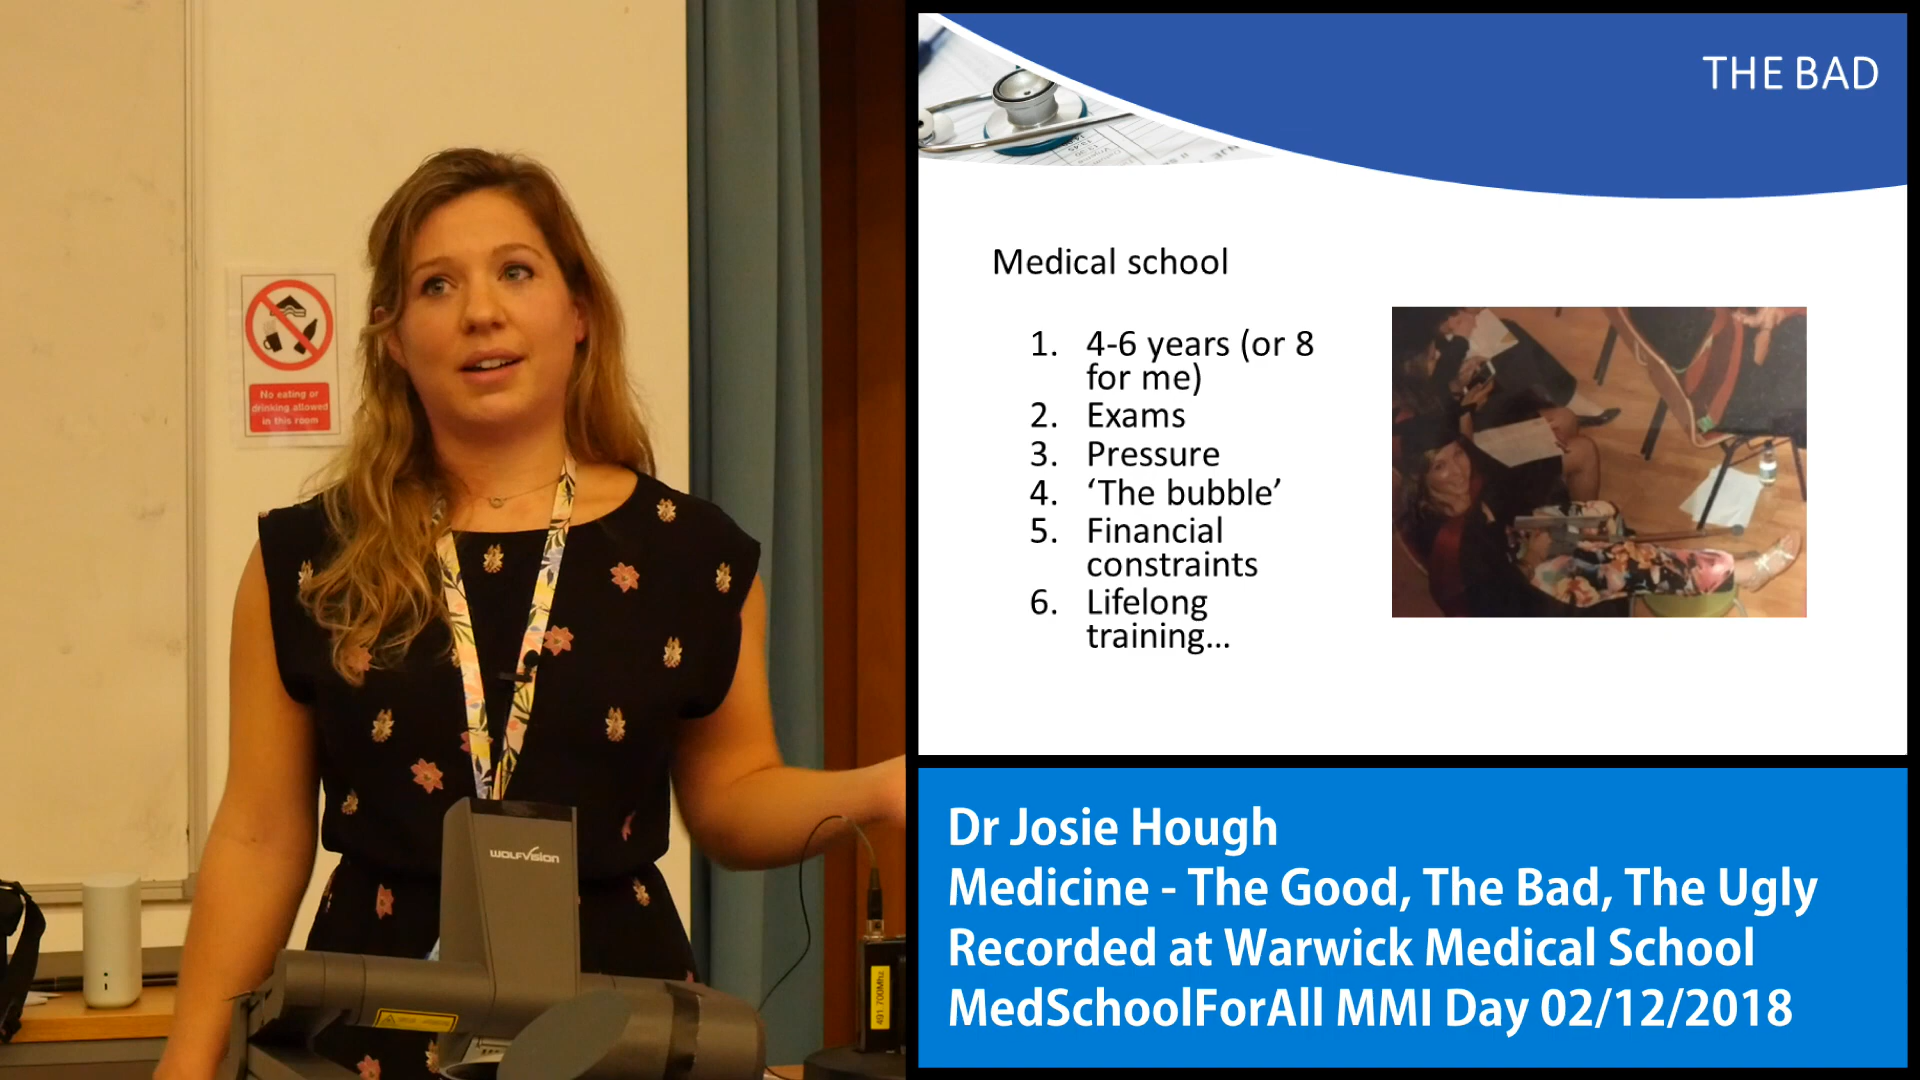 No eating or
drinking allowed
in this room
WOLFVISION
491.700Mhz
THE BAD
Medical school
1. 4-6 years (or 8
for me)
2. Exams
3. Pressure
4. ‘The bubble’
5. Financial
constraints
6. Lifelong
training...
Dr Josie Hough
Medicine - The Good, The Bad, The Ugly
Recorded at Warwick Medical School
MedSchoolForAll MMI Day 02/12/2018